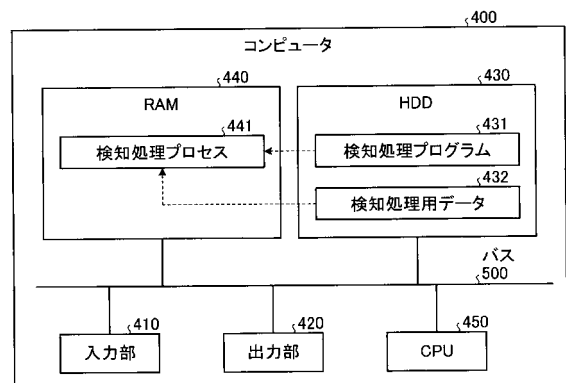 400
コンピュータ
440
RAM
441
検知処理プロセス
430
HDD
431
検知処理プログラム
432
検知処理用データ
バス
500
410
入力部
420
出力部
450
CPU